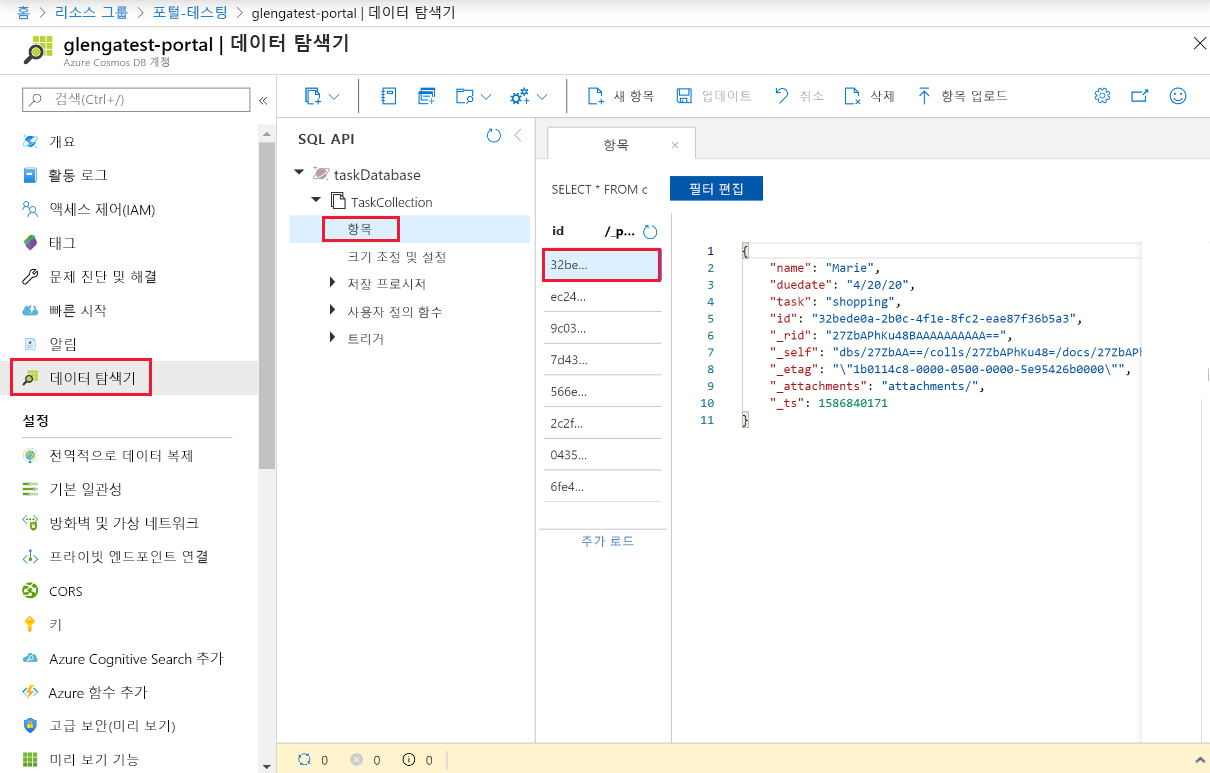 홈 > 리소스 그룹 > 포털-테스팅 > glengatest-portal | 데이터 탐색기
glengatest-portal | 데이터 탐색기
Azure Cosmos DB 계정
검색(Ctrl+/)
«
개요
활동 로그
액세스 제어(IAM)
태그
문제 진단 및 해결
빠른 시작
알림
데이터 탐색기
설정
전역적으로 데이터 복제
기본 일관성
방화벽 및 가상 네트워크
프라이빗 엔드포인트 연결
CORS
키
Azure Cognitive Search 추가
Azure 함수 추가
고급 보안(미리 보기)
미리 보기 기능
새 항목 업데이트 취소 삭제 항목 업로드
SQL API
taskDatabase
TaskCollection
항목
크기 조정 및 설정
저장 프로시저
사용자 정의 함수
트리거
항목
SELECT * FROM c 필터 편집
id /_p...
32be...
ec24...
9c03...
7d43...
566e...
2c2f...
0435...
6fe4...
추가 로드
1 {
2 "name": "Marie",
3 "duedate": "4/20/20",
4 "task": "shopping",
5 "id": "32bede0a-2b0c-4f1e-8fc2-eae87f36b5a3",
6 "_rid": "27ZbAPhKu48BAAAAAAAAAA==",
7 "_self": "dbs/27ZbAA==/colls/27ZbAPhKu48=/docs/27ZbAPh
8 "_etag": "\"1b0114c8-0000-0500-0000-5e95426b0000\"",
9 "_attachments": "attachments/",
10 "_ts": 1586840171
11 }
0 0 0